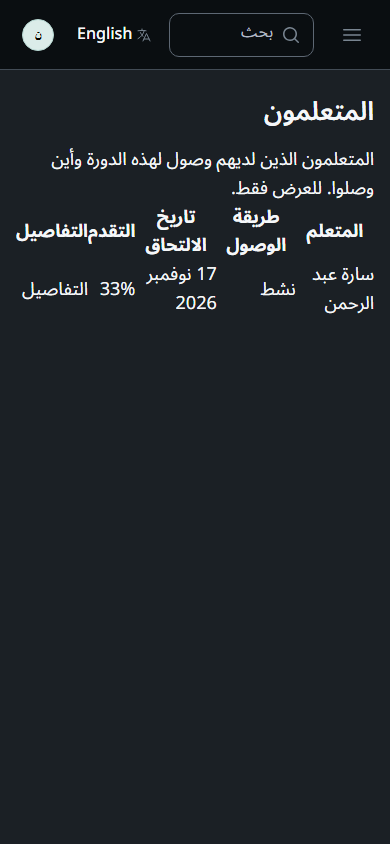 بحث
English
ن
المتعلمون
المتعلمون الذين لديهم وصول لهذه الدورة وأين
وصلوا. للعرض فقط.
المتعلم طريقة الوصول تاريخ الالتحاق التقدم التفاصيل
سارة عبد الرحمن نشط 17 نوفمبر 2026 33% التفاصيل